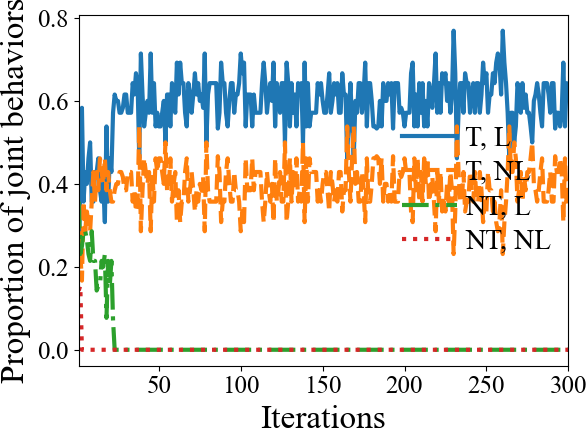 Proportion of joint behaviors
0.8
0.6
0.4
0.2
0.0
T, L
T, NL
NT, L
NT, NL
50
100
150
200
250
300
Iterations